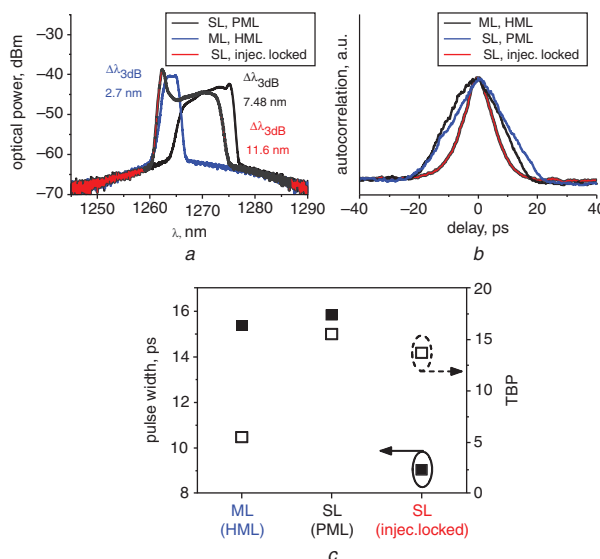 SL, PML
ML, HML
SL, injec. locked
optical power, dBm
−30
−40
−50
−60
−70
Δλ3dB
2.7 nm
Δλ3dB
7.48 nm
Δλ3dB
11.6 nm
1250 1260 1270 1280 1290
λ, nm
a
ML, HML
SL, PML
SL, injec. locked
autocorrelation, a.u.
−40 −20 0 20 40
delay, ps
b
pulse width, ps
16
14
12
10
8
20
15
10
5
0
TBP
ML
(HML)
SL
(PML)
SL
(injec.locked)
c